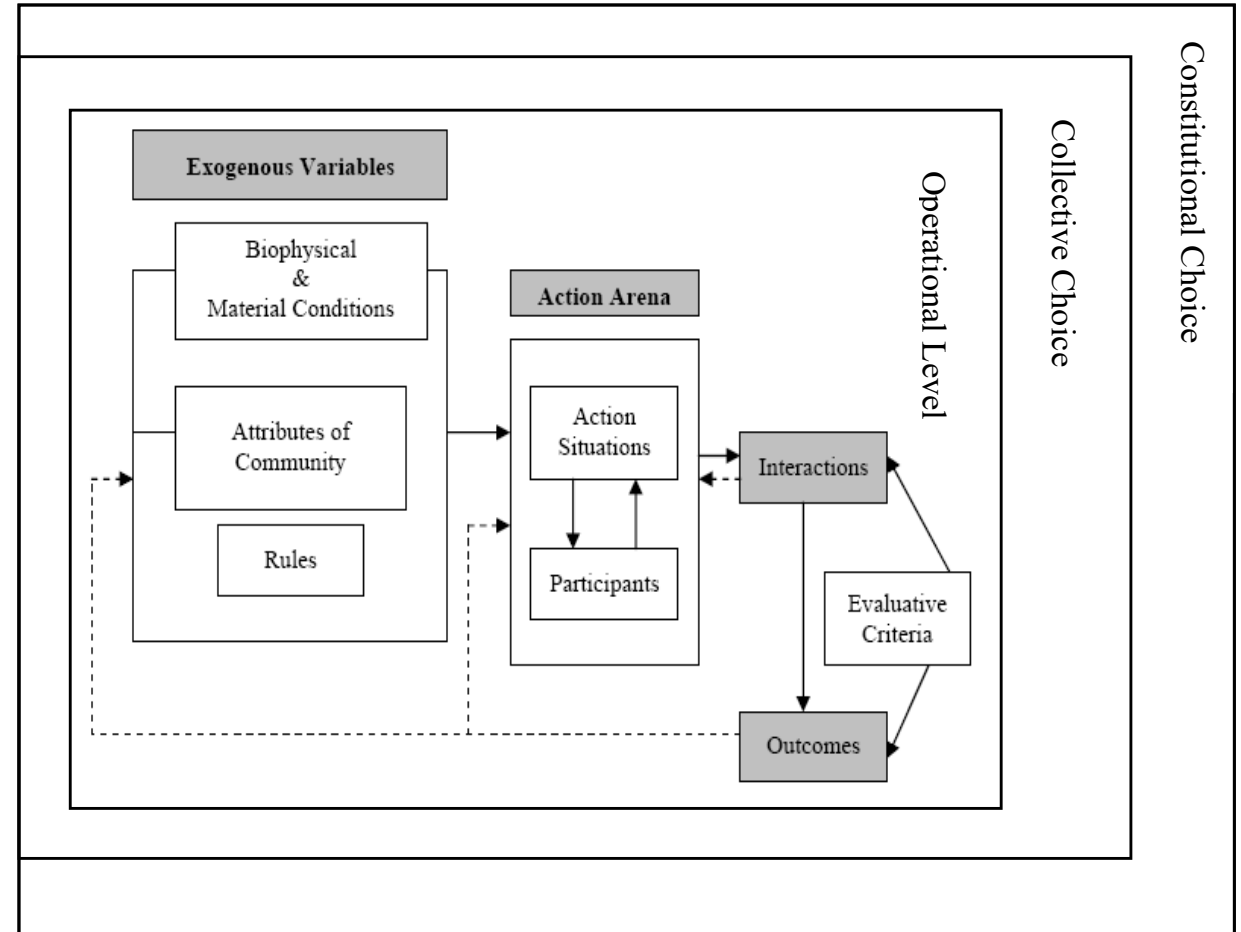 Constitutional Choice
Collective Choice
Operational Level
Exogenous Variables
Biophysical
&
Material Conditions
Attributes of
Community
Rules
Action Arena
Action
Situations
Participants
Interactions
Evaluative
Criteria
Outcomes